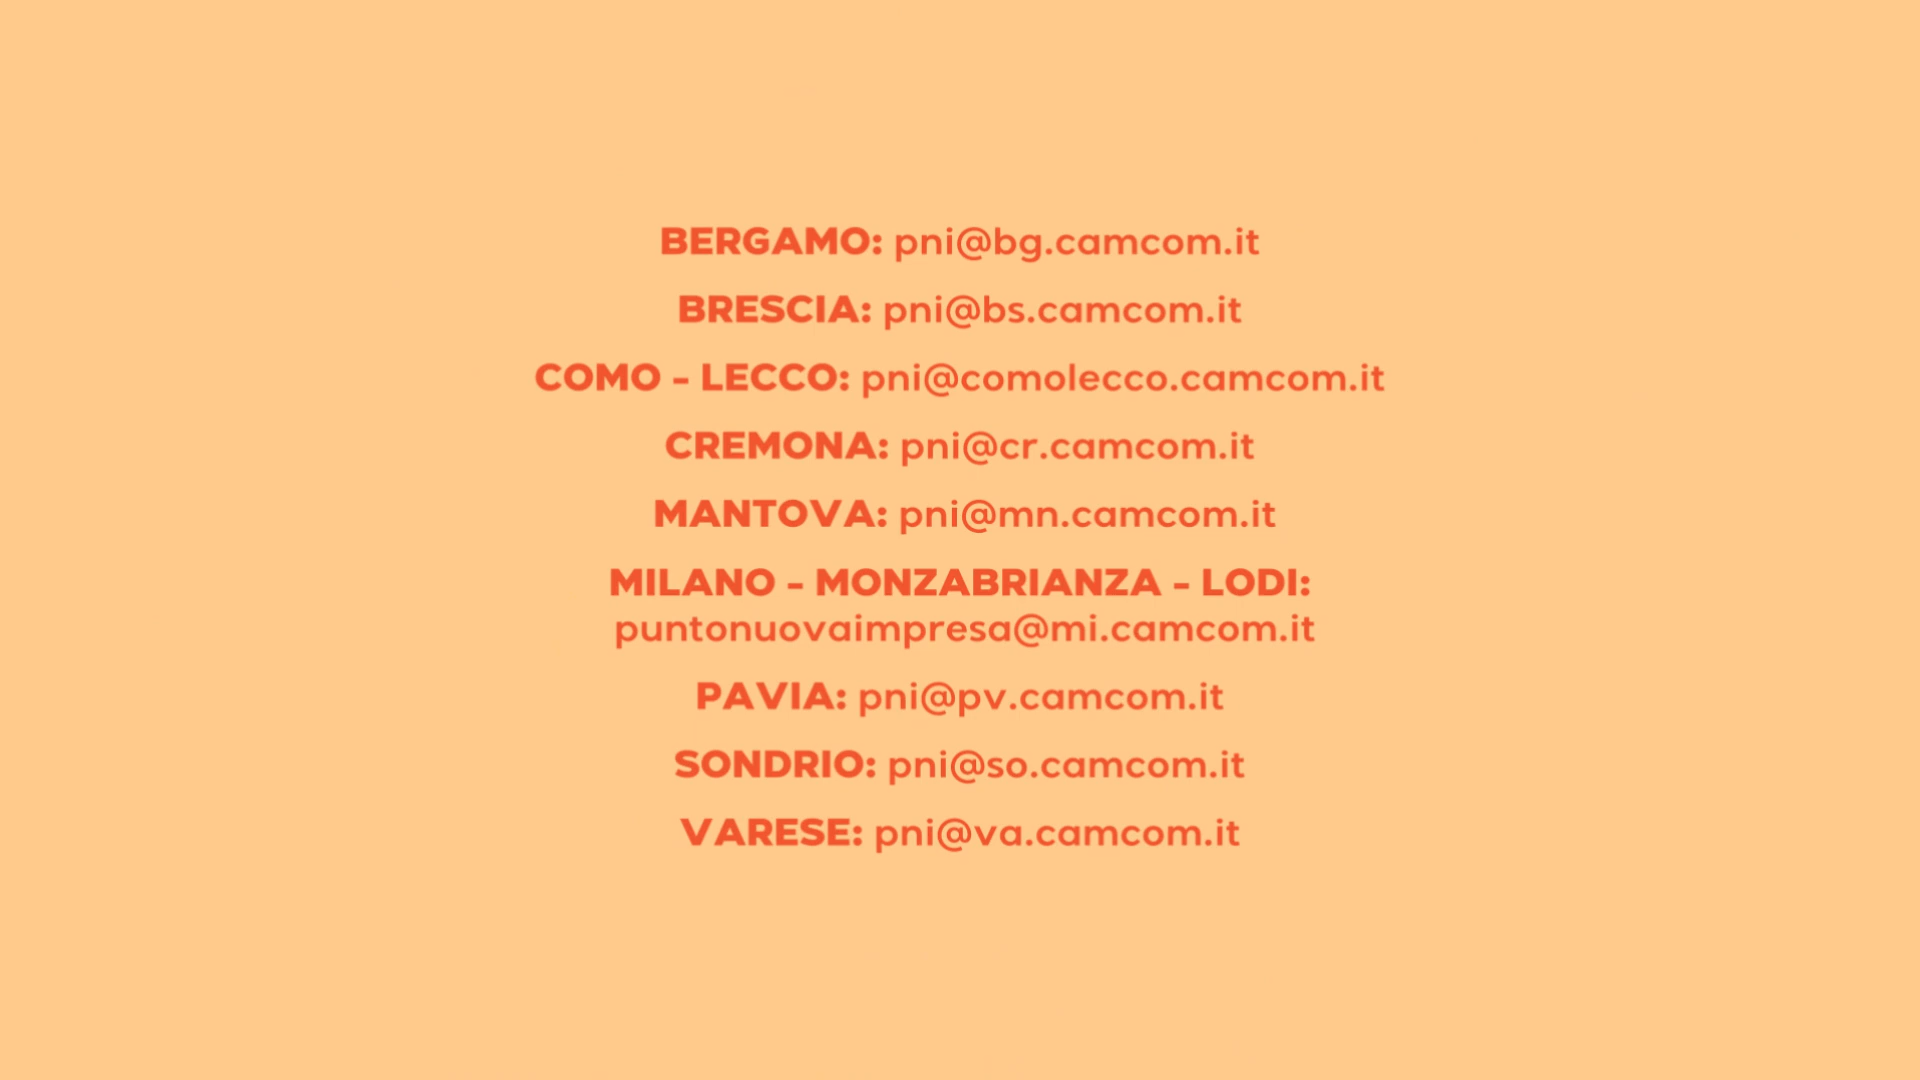 BERGAMO: pni@bg.camcom.it
BRESCIA: pni@bs.camcom.it
COMO - LECCO: pni@comolecco.camcom.it
CREMONA: pni@cr.camcom.it
MANTOVA: pni@mn.camcom.it
MILANO - MONZABRIANZA - LODI:
puntonuovaimpresa@mi.camcom.it
PAVIA: pni@pv.camcom.it
SONDRIO: pni@so.camcom.it
VARESE: pni@va.camcom.it